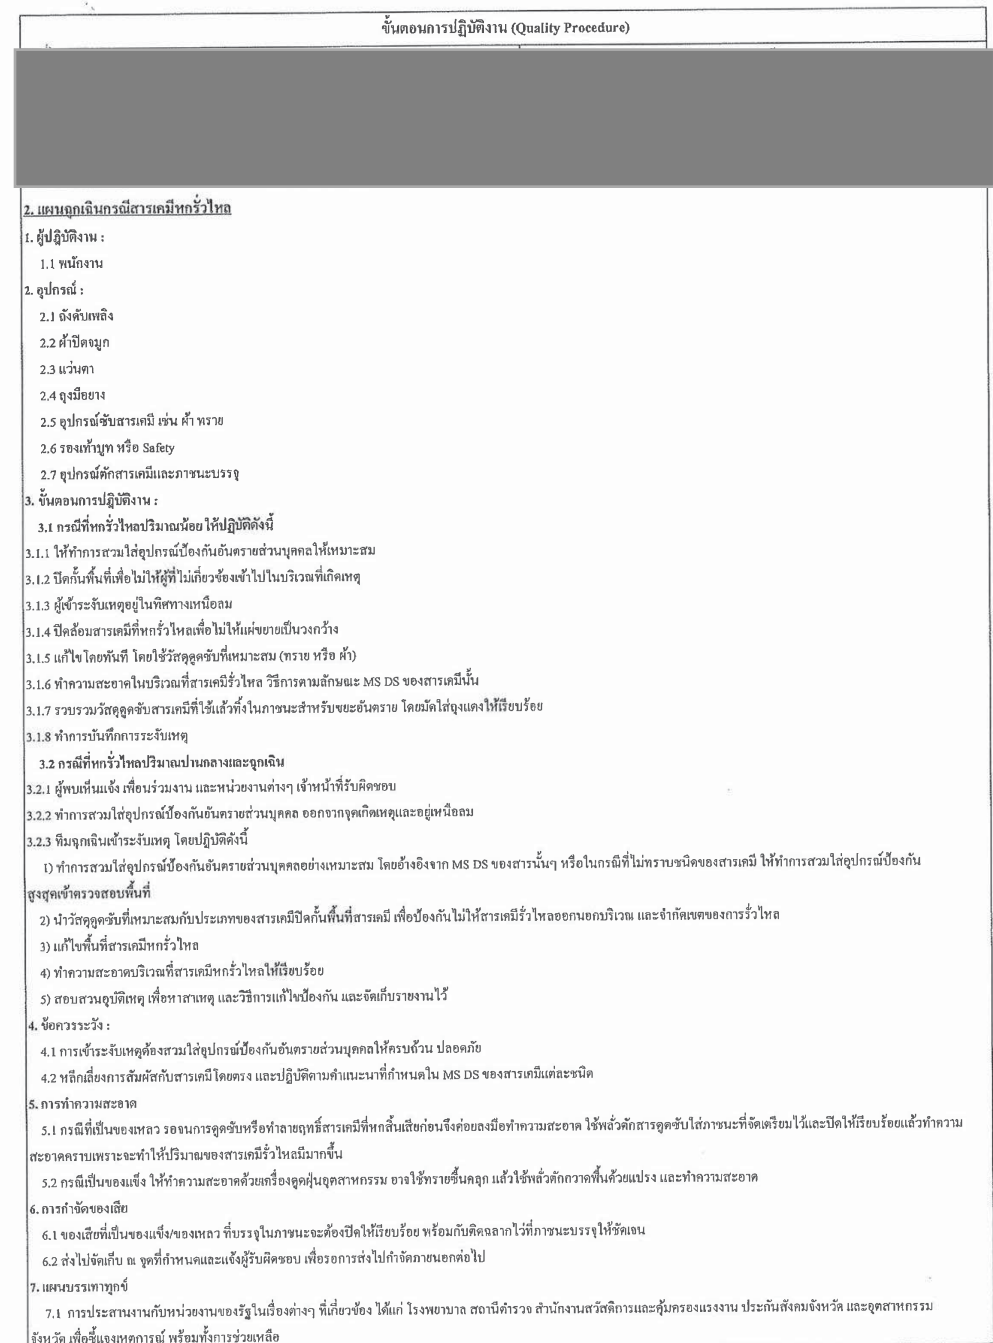 ขั้นตอนการปฏิบัติงาน (Quality Procedure)
2. แผนฉุกเฉินกรณีสารเคมีหกรั่วไหล
1. ผู้ปฏิบัติงาน :
1.1 พนักงาน
2. อุปกรณ์ :
2.1 ถังดับเพลิง
2.2 ผ้าปิดจมูก
2.3 แว่นตา
2.4 ถุงมือยาง
2.5 อุปกรณ์ซับสารเคมี เช่น ผ้า ทราย
2.6 รองเท้าบูท หรือ Safety
2.7 อุปกรณ์ตักสารเคมีและภาชนะบรรจุ
3. ขั้นตอนการปฏิบัติงาน :
3.1 กรณีที่หกรั่วไหลปริมาณน้อย ให้ปฏิบัติดังนี้
3.1.1 ให้ทำการสวมใส่อุปกรณ์ป้องกันอันตรายส่วนบุคคลให้เหมาะสม
3.1.2 ปิดกั้นพื้นที่เพื่อไม่ให้ผู้ที่ไม่เกี่ยวข้องเข้าไปในบริเวณที่เกิดเหตุ
3.1.3 ผู้เข้าระงับเหตุอยู่ในทิศทางเหนือลม
3.1.4 ปิดล้อมสารเคมีที่หกรั่วไหลเพื่อไม่ให้แผ่ขยายเป็นวงกว้าง
3.1.5 แก้ไขโดยทันที โดยใช้วัสดุดูดซับที่เหมาะสม (ทราย หรือ ผ้า)
3.1.6 ทำความสะอาดในบริเวณที่สารเคมีรั่วไหล วิธีการตามลักษณะ MS DS ของสารเคมีนั้น
3.1.7 รวบรวมวัสดุดูดซับสารเคมีที่ใช้แล้วทิ้งในภาชนะสำหรับขยะอันตราย โดยมัดใส่ถุงแดงให้เรียบร้อย
3.1.8 ทำการบันทึกการระงับเหตุ
3.2 กรณีที่หกรั่วไหลปริมาณปานกลางและฉุกเฉิน
3.2.1 ผู้พบเห็นแจ้ง เพื่อนร่วมงาน และหน่วยงานต่างๆ เจ้าหน้าที่รับผิดชอบ
3.2.2 ทำการสวมใส่อุปกรณ์ป้องกันอันตรายส่วนบุคคล ออกจากจุดเกิดเหตุและอยู่เหนือลม
3.2.3 ทีมฉุกเฉินเข้าระงับเหตุ โดยปฏิบัติดังนี้
1) ทำการสวมใส่อุปกรณ์ป้องกันอันตรายส่วนบุคคลอย่างเหมาะสม โดยอ้างอิงจาก MS DS ของสารนั้นๆ หรือในกรณีที่ไม่ทราบชนิดของสารเคมี ให้ทำการสวมใส่อุปกรณ์ป้องกัน
สูงสุดเข้าตรวจสอบพื้นที่
2) นำวัสดุดูดซับที่เหมาะสมกับประเภทของสารเคมีปิดกั้นพื้นที่สารเคมี เพื่อป้องกันไม่ให้สารเคมีรั่วไหลออกนอกบริเวณ และจำกัดเขตของการรั่วไหล
3) แก้ไขพื้นที่สารเคมีหกรั่วไหล
4) ทำความสะอาดบริเวณที่สารเคมีหกรั่วไหลให้เรียบร้อย
5) สอบสวนอุบัติเหตุ เพื่อหาสาเหตุ และวิธีการแก้ไขป้องกัน และจัดเก็บรายงานไว้
4. ข้อควรระวัง :
4.1 การเข้าระงับเหตุต้องสวมใส่อุปกรณ์ป้องกันอันตรายส่วนบุคคลให้ครบถ้วน ปลอดภัย
4.2 หลีกเลี่ยงการสัมผัสกับสารเคมีโดยตรง และปฏิบัติตามคำแนะนำที่กำหนดใน MS DS ของสารเคมีแต่ละชนิด
5. การทำความสะอาด
5.1 กรณีที่เป็นของเหลว รอจนการดูดซับหรือทำลายฤทธิ์สารเคมีที่หกสิ้นเสียก่อนจึงค่อยลงมือทำความสะอาด ใช้พลั่วตักสารดูดซับใส่ภาชนะที่จัดเตรียมไว้และปิดให้เรียบร้อยแล้วทำความ
สะอาดคราบเพราะจะทำให้ปริมาณของสารเคมีรั่วไหลมีมากขึ้น
5.2 กรณีเป็นของแข็ง ให้ทำความสะอาดด้วยเครื่องดูดฝุ่นอุตสาหกรรม อาจใช้ทรายชื้นคลุก แล้วใช้พลั่วตักกวาดพื้นด้วยแปรง และทำความสะอาด
6. การกำจัดของเสีย
6.1 ของเสียที่เป็นของแข็ง/ของเหลว ที่บรรจุในภาชนะจะต้องปิดให้เรียบร้อย พร้อมกับติดฉลากไว้ที่ภาชนะบรรจุให้ชัดเจน
6.2 ส่งไปจัดเก็บ ณ จุดที่กำหนดและแจ้งผู้รับผิดชอบ เพื่อรอการส่งไปกำจัดภายนอกต่อไป
7. แผนบรรเทาทุกข์
7.1 การประสานงานกับหน่วยงานของรัฐในเรื่องต่างๆ ที่เกี่ยวข้อง ได้แก่ โรงพยาบาล สถานีตำรวจ สำนักงานสวัสดิการและคุ้มครองแรงงาน ประกันสังคมจังหวัด และอุตสาหกรรม
จังหวัด เพื่อชี้แจงเหตุการณ์ พร้อมทั้งการช่วยเหลือ